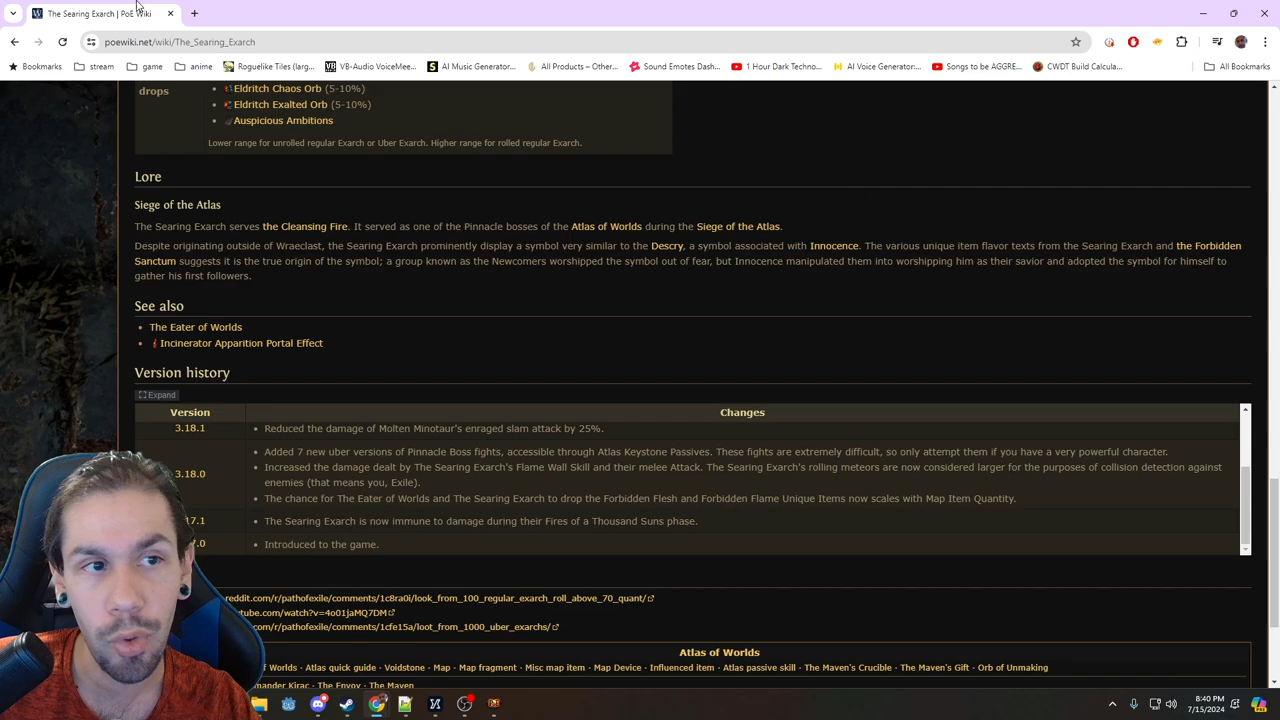 The Searing Exarch | PoE Wiki
poewiki.net/wiki/The_Searing_Exarch
Bookmarks stream game anime Roguelike Tiles (larg... VB-Audio VoiceMee... AI Music Generator... All Products – Other... Sound Emotes Dash... 1 Hour Dark Techno... AI Voice Generator:... Songs to be AGGRE... CWDT Build Calcula... All Bookmarks
drops
Eldritch Chaos Orb (5-10%)
Eldritch Exalted Orb (5-10%)
Auspicious Ambitions
Lower range for unrolled regular Exarch or Uber Exarch. Higher range for rolled regular Exarch.
Lore
Siege of the Atlas
The Searing Exarch serves the Cleansing Fire. It served as one of the Pinnacle bosses of the Atlas of Worlds during the Siege of the Atlas.
Despite originating outside of Wraeclast, the Searing Exarch prominently display a symbol very similar to the Descry, a symbol associated with Innocence. The various unique item flavor texts from the Searing Exarch and the Forbidden
Sanctum suggests it is the true origin of the symbol; a group known as the Newcomers worshipped the symbol out of fear, but Innocence manipulated them into worshipping him as their savior and adopted the symbol for himself to
gather his first followers.
See also
The Eater of Worlds
Incinerator Apparition Portal Effect
Version history
Expand
Version Changes
3.18.1 Reduced the damage of Molten Minotaur's enraged slam attack by 25%.
Added 7 new uber versions of Pinnacle Boss fights, accessible through Atlas Keystone Passives. These fights are extremely difficult, so only attempt them if you have a very powerful character.
3.18.0 Increased the damage dealt by The Searing Exarch's Flame Wall Skill and their melee Attack. The Searing Exarch's rolling meteors are now considered larger for the purposes of collision detection against
enemies (that means you, Exile).
The chance for The Eater of Worlds and The Searing Exarch to drop the Forbidden Flesh and Forbidden Flame Unique Items now scales with Map Item Quantity.
17.1 The Searing Exarch is now immune to damage during their Fires of a Thousand Suns phase.
.0 Introduced to the game.
reddit.com/r/pathofexile/comments/1c8ra0i/look_from_100_regular_exarch_roll_above_70_quant/
tube.com/watch?v=4o01jaMQ7DM
com/r/pathofexile/comments/1cfe15a/loot_from_1000_uber_exarchs/
Atlas of Worlds
of Worlds · Atlas quick guide · Voidstone · Map · Map fragment · Misc map item · Map Device · Influenced item · Atlas passive skill · The Maven's Crucible · The Maven's Gift · Orb of Unmaking
mander Kirac · The Envoy · The Maven
8:40 PM
7/15/2024